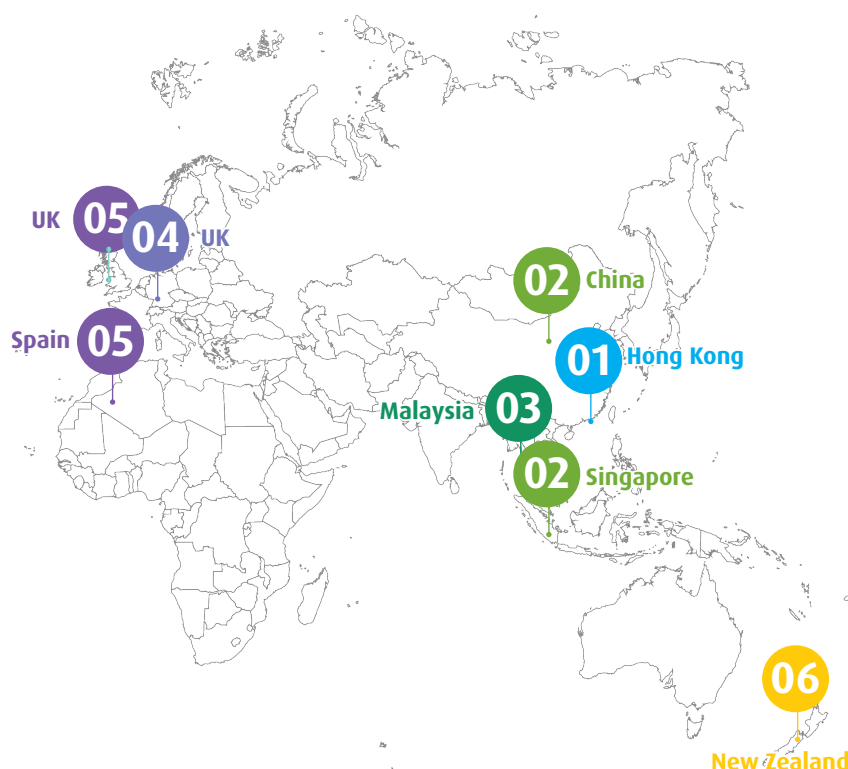 UK
05
04
UK
02
China
Spain
05
01
Hong Kong
Malaysia
03
02
Singapore
06
New Zealand